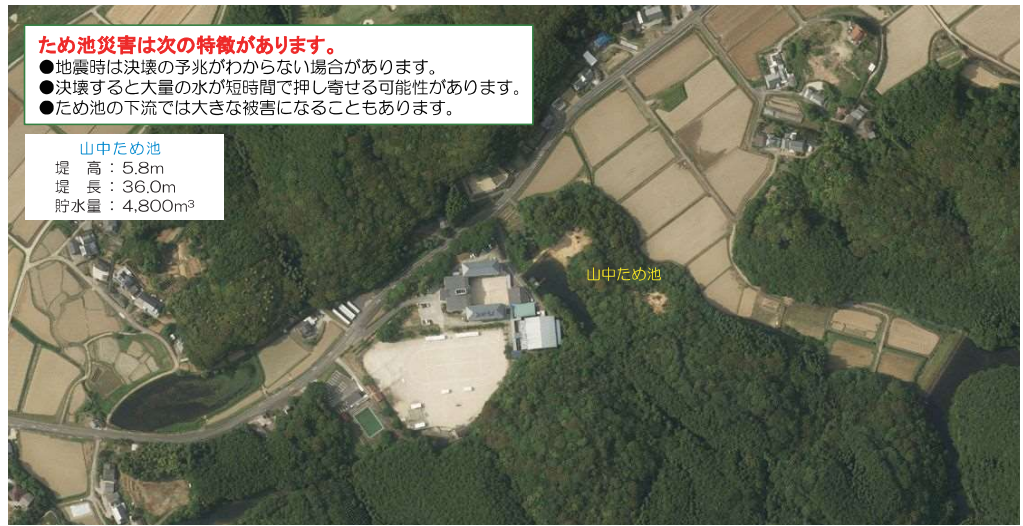 ため池災害は次の特徴があります。
●地震時は決壊の予兆がわからない場合があります。
●決壊すると大量の水が短時間で押し寄せる可能性があります。
●ため池の下流では大きな被害になることもあります。
山中ため池
堤　高：5.8m
堤　長：36.0m
貯水量：4,800m³
山中ため池